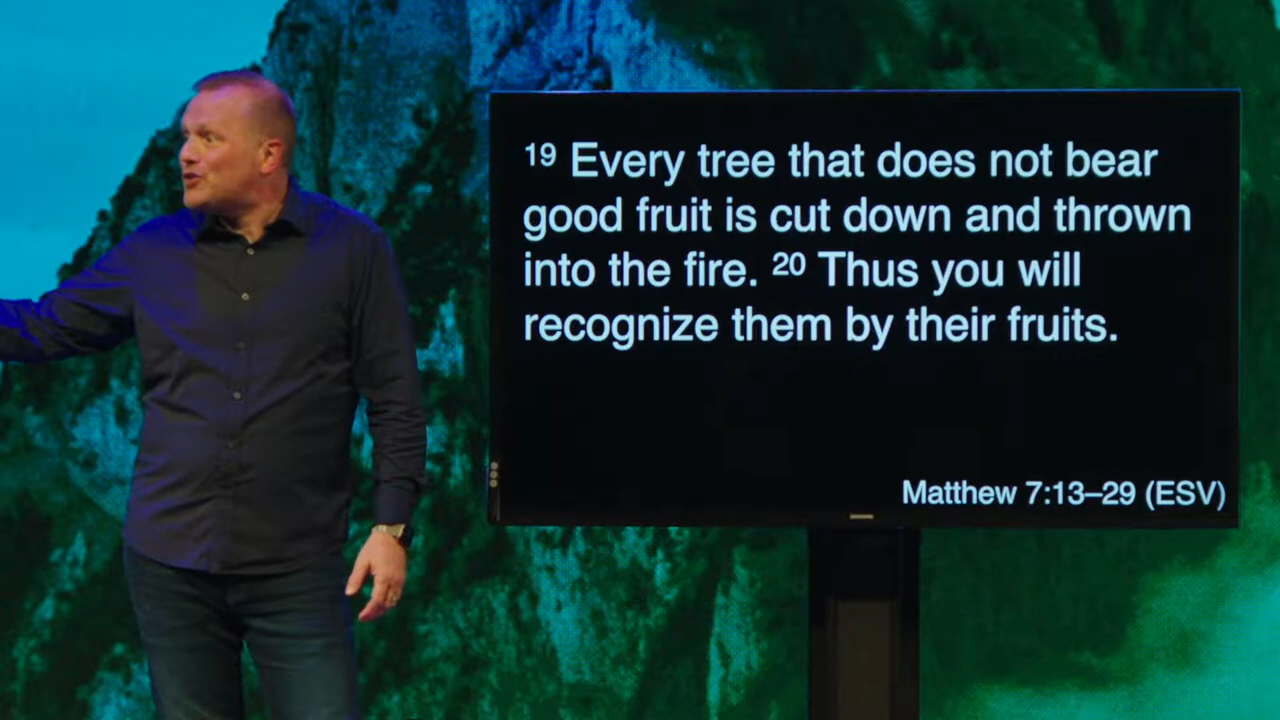 19 Every tree that does not bear
good fruit is cut down and thrown
into the fire. 20 Thus you will
recognize them by their fruits.
Matthew 7:13–29 (ESV)